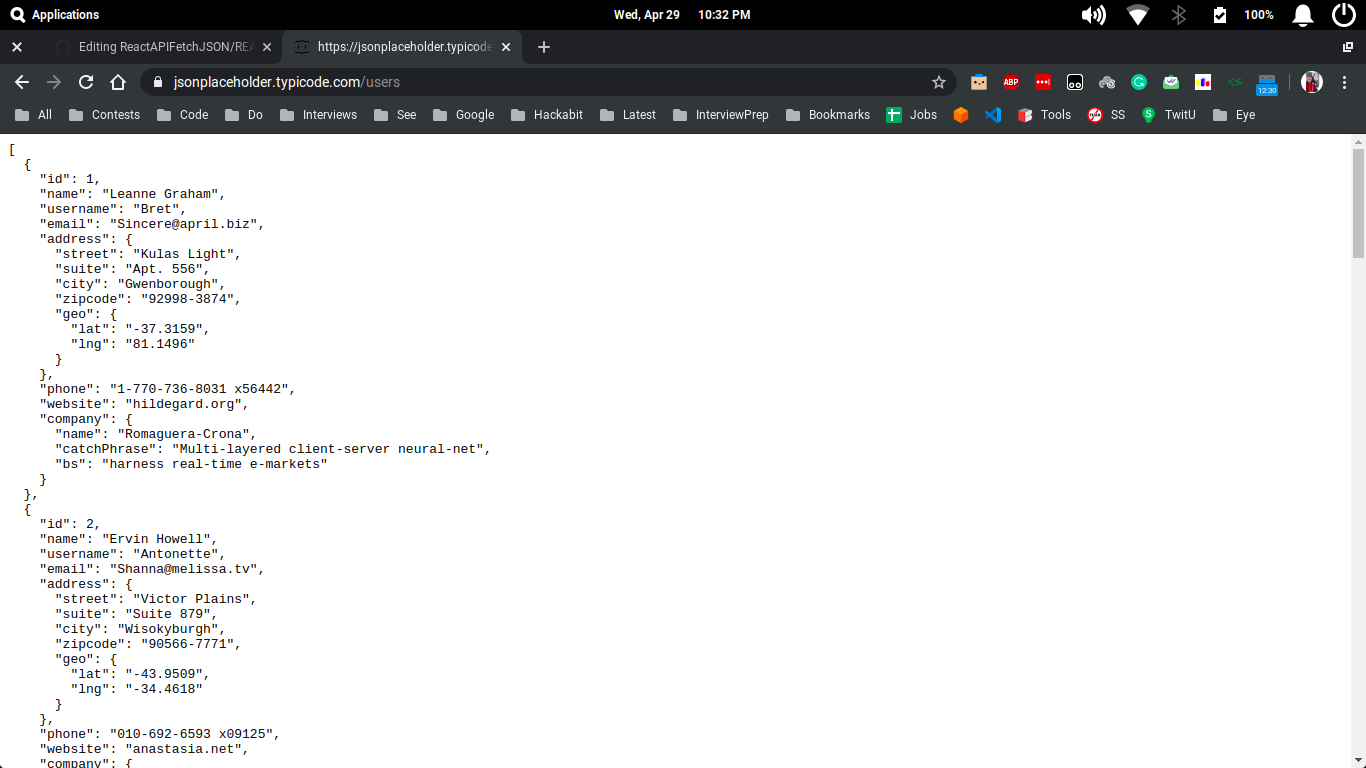 Applications
Wed, Apr 29 10:32 PM
100%
Editing ReactAPIFetchJSON/REA
https://jsonplaceholder.typicode
jsonplaceholder.typicode.com/users
ABP
12:30
All
Contests
Code
Do
Interviews
See
Google
Hackabit
Latest
InterviewPrep
Bookmarks
Jobs
Tools
SS
TwitU
Eye
[
  {
    "id": 1,
    "name": "Leanne Graham",
    "username": "Bret",
    "email": "Sincere@april.biz",
    "address": {
      "street": "Kulas Light",
      "suite": "Apt. 556",
      "city": "Gwenborough",
      "zipcode": "92998-3874",
      "geo": {
        "lat": "-37.3159",
        "lng": "81.1496"
      }
    },
    "phone": "1-770-736-8031 x56442",
    "website": "hildegard.org",
    "company": {
      "name": "Romaguera-Crona",
      "catchPhrase": "Multi-layered client-server neural-net",
      "bs": "harness real-time e-markets"
    }
  },
  {
    "id": 2,
    "name": "Ervin Howell",
    "username": "Antonette",
    "email": "Shanna@melissa.tv",
    "address": {
      "street": "Victor Plains",
      "suite": "Suite 879",
      "city": "Wisokyburgh",
      "zipcode": "90566-7771",
      "geo": {
        "lat": "-43.9509",
        "lng": "-34.4618"
      }
    },
    "phone": "010-692-6593 x09125",
    "website": "anastasia.net",
    "company": {